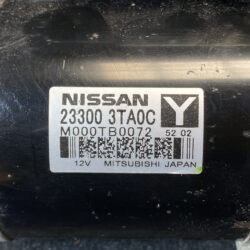 NISSAN Y
23300 3TA0C
M000TB0072 52 02
12V MITSUBISHI JAPAN